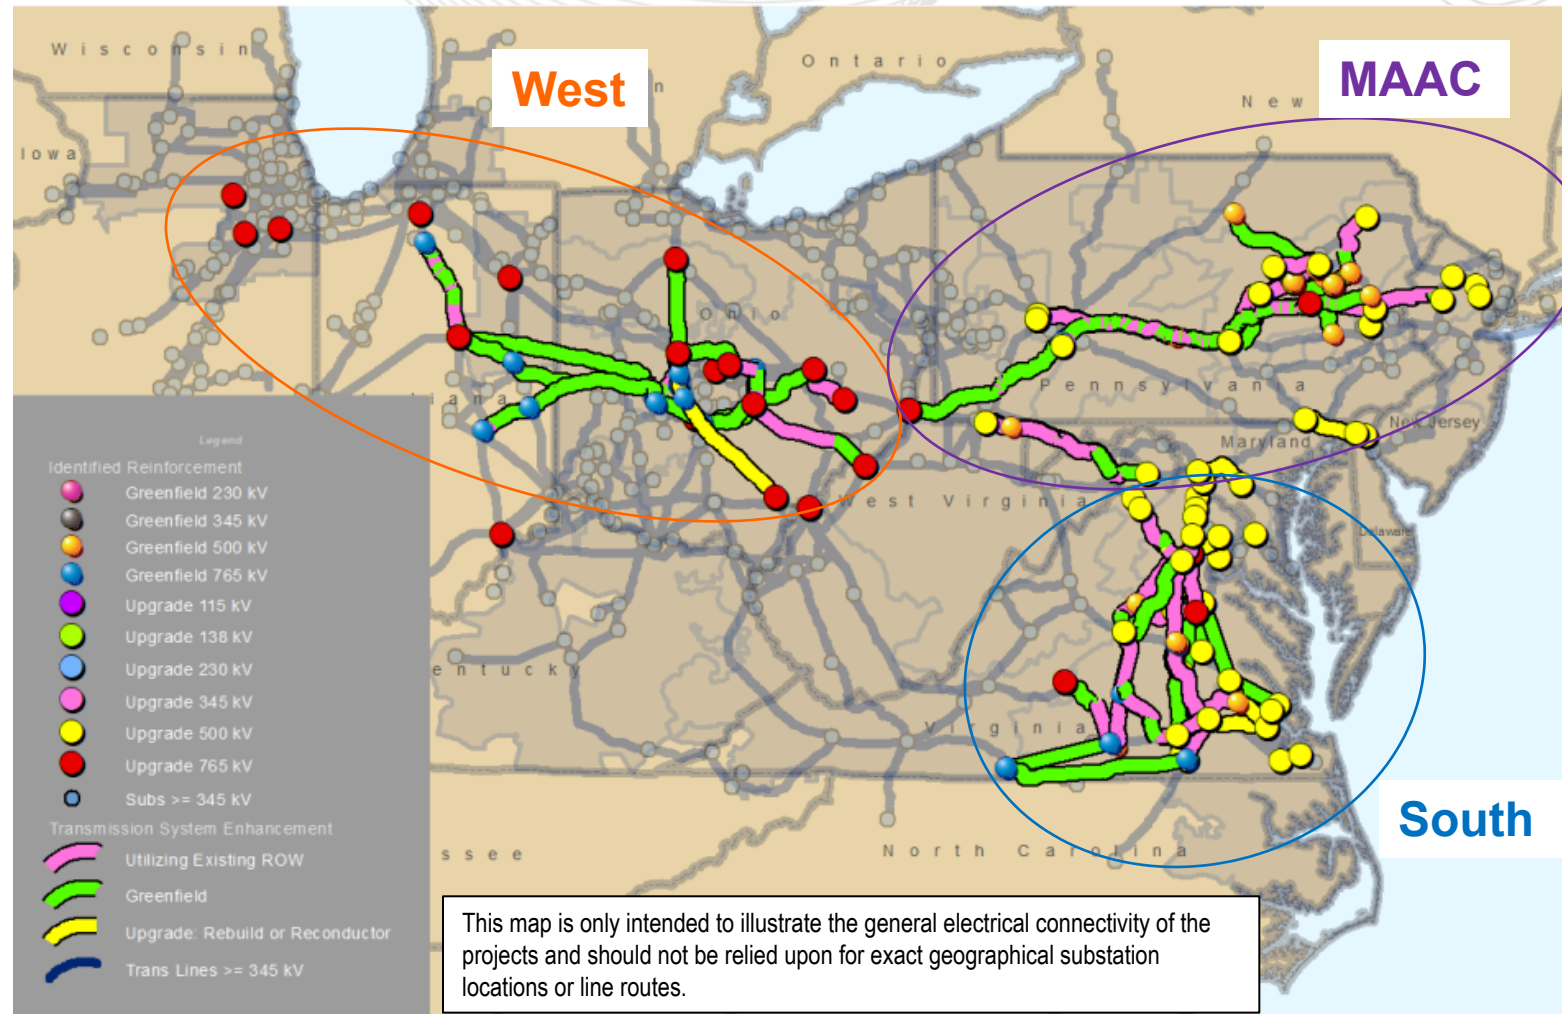 Wisconsin
West
n
Ontario
MAAC
New
Iowa
Ohio
iana
Pennsylvania
New Jersey
Maryland
Delaware
West Virginia
entucky
Virginia
South
ssee
North Carolina
Legend
Identified Reinforcement
Greenfield 230 kV
Greenfield 345 kV
Greenfield 500 kV
Greenfield 765 kV
Upgrade 115 kV
Upgrade 138 kV
Upgrade 230 kV
Upgrade 345 kV
Upgrade 500 kV
Upgrade 765 kV
Subs >= 345 kV
Transmission System Enhancement
Utilizing Existing ROW
Greenfield
Upgrade: Rebuild or Reconductor
Trans Lines >= 345 kV
This map is only intended to illustrate the general electrical connectivity of the
projects and should not be relied upon for exact geographical substation
locations or line routes.